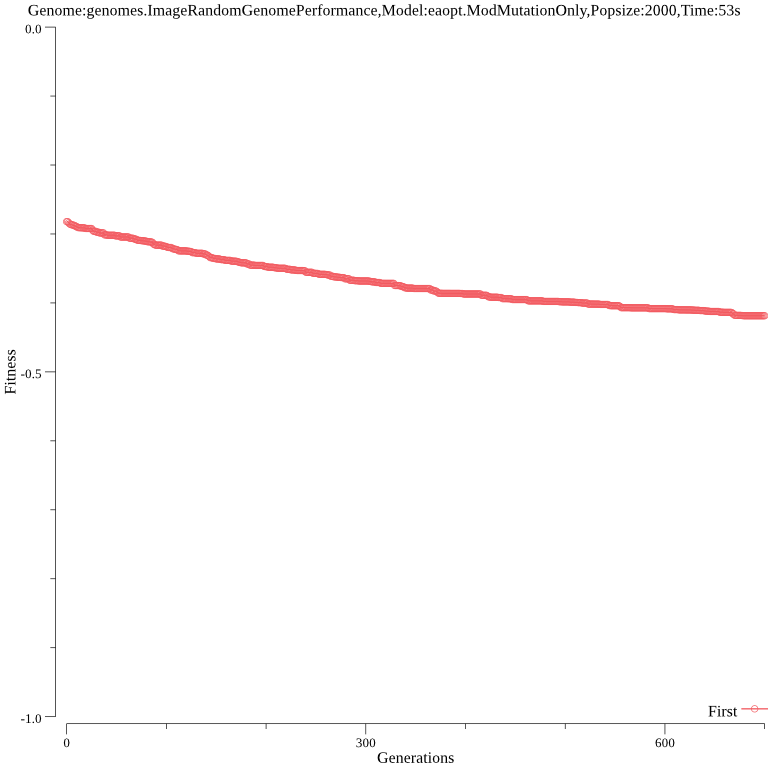 Genome:genomes.ImageRandomGenomePerformance,Model:eaopt.ModMutationOnly,Popsize:2000,Time:53s
0.0
Fitness
-0.5
-1.0
First
0
300
600
Generations